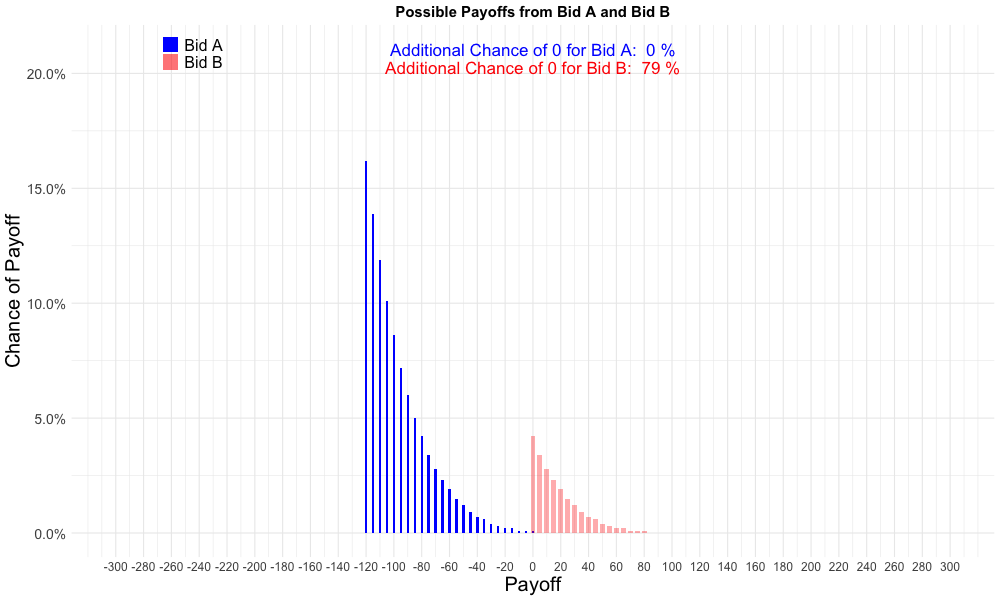 Possible Payoffs from Bid A and Bid B
Bid A
Bid B
Additional Chance of 0 for Bid A:  0 %
Additional Chance of 0 for Bid B:  79 %
Chance of Payoff
20.0%
15.0%
10.0%
5.0%
0.0%
-300 -280 -260 -240 -220 -200 -180 -160 -140 -120 -100 -80 -60 -40 -20 0 20 40 60 80 100 120 140 160 180 200 220 240 260 280 300
Payoff